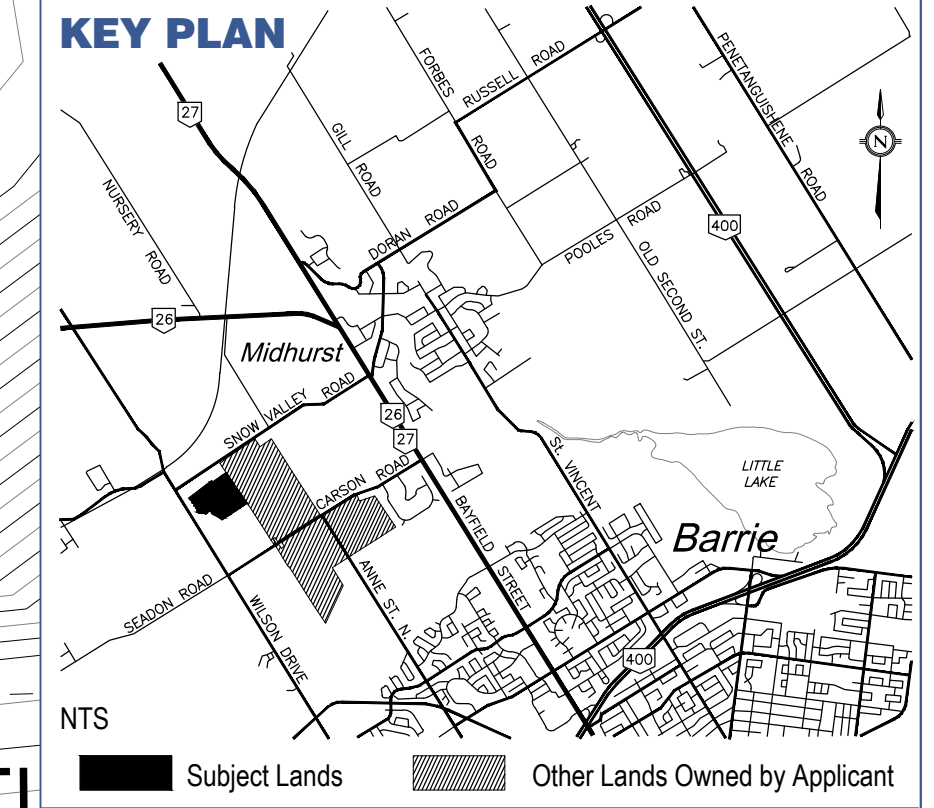 KEY PLAN
27
FORBES
ROAD
RUSSELL ROAD
PENETANGUISHENE
ROAD
N
GILL
ROAD
NURSERY
ROAD
DORAN ROAD
POOLES ROAD
400
OLD SECOND ST.
26
Midhurst
SNOW VALLEY ROAD
26
27
CARSON ROAD
St. VINCENT
LITTLE
LAKE
BAYFIELD
STREET
Barrie
SEADON ROAD
WILSON DRIVE
ANNE ST. N.
400
NTS
Subject Lands
Other Lands Owned by Applicant